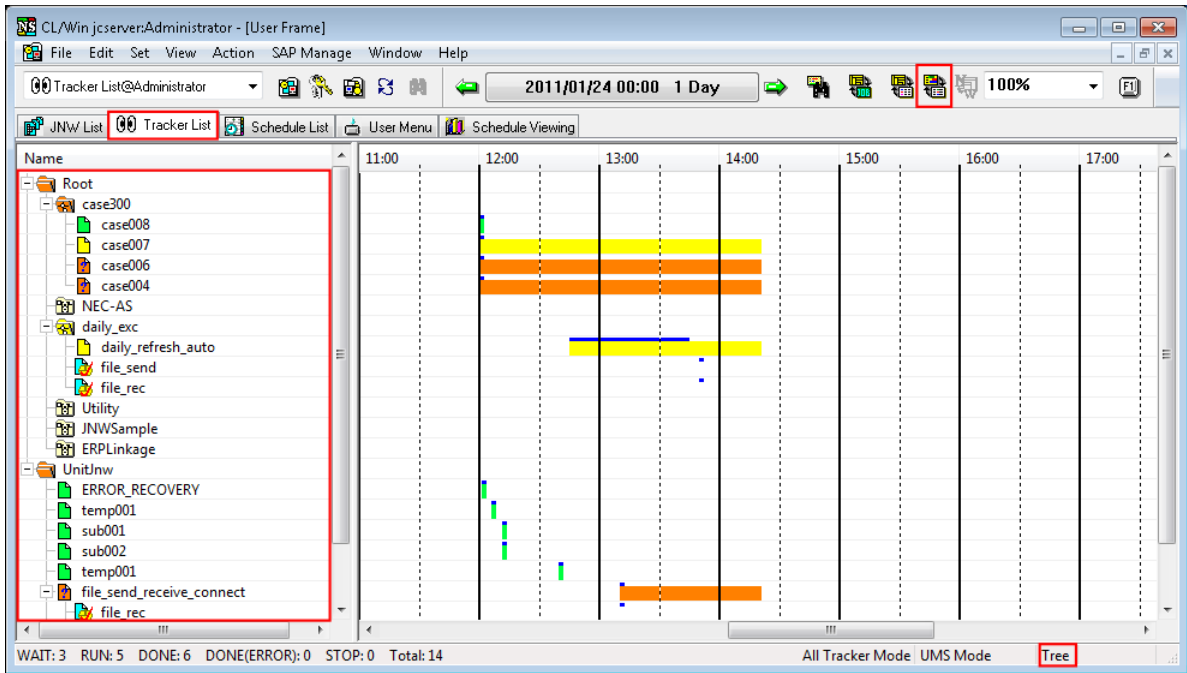 CL/Win jcserver:Administrator - [User Frame]
File Edit Set View Action SAP Manage Window Help
Tracker List@Administrator 2011/01/24 00:00 1 Day 100% F1
JNW List Tracker List Schedule List User Menu Schedule Viewing
Name 11:00 12:00 13:00 14:00 15:00 16:00 17:00
Root
case300
case008
case007
case006
case004
NEC-AS
daily_exc
daily_refresh_auto
file_send
file_rec
Utility
JNWSample
ERPLinkage
UnitJnw
ERROR_RECOVERY
temp001
sub001
sub002
temp001
file_send_receive_connect
file_rec
WAIT: 3 RUN: 5 DONE: 6 DONE(ERROR): 0 STOP: 0 Total: 14 All Tracker Mode UMS Mode Tree